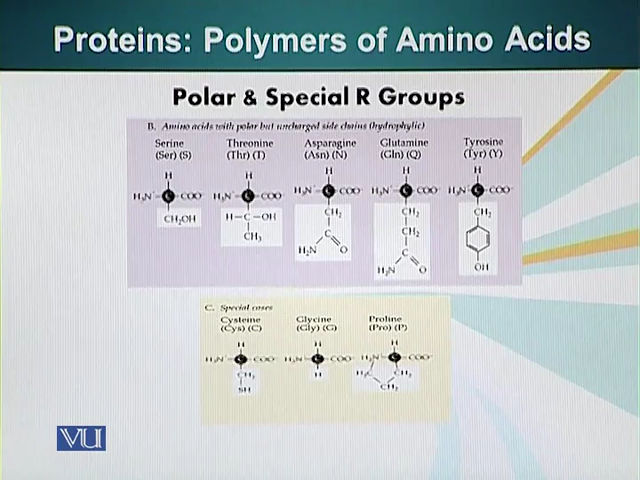 Proteins: Polymers of Amino Acids
Polar & Special R Groups
B. Amino acids with polar but uncharged side chains (hydrophylic)
Serine Threonine Asparagine Glutamine Tyrosine
(Ser) (S) (Thr) (T) (Asn) (N) (Gln) (Q) (Tyr) (Y)
H H H H H
H₃N C COO H₃N C COO H₃N C COO H₃N C COO H₃N C COO
CH₂OH H–C–OH CH₂ CH₂ CH₂
CH₃ C CH₂
H₂N O C OH
H₂N O
C. Special cases
Cysteine Glycine Proline
(Cys) (C) (Gly) (G) (Pro) (P)
H H H
H₃N C COO H₃N C COO H₂N C COO
CH₂ H H₂C CH₂
SH CH₂
VU